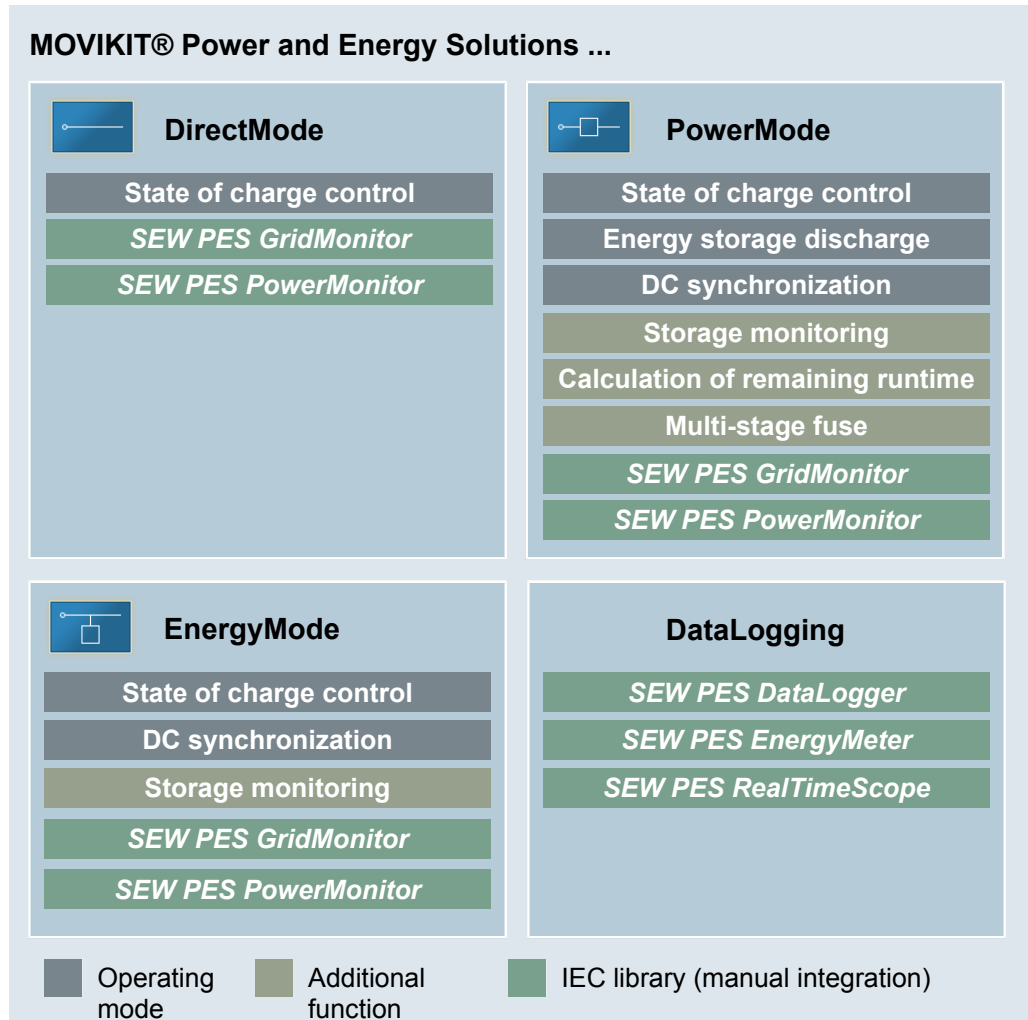 MOVIKIT® Power and Energy Solutions ...
DirectMode
State of charge control
SEW PES GridMonitor
SEW PES PowerMonitor
PowerMode
State of charge control
Energy storage discharge
DC synchronization
Storage monitoring
Calculation of remaining runtime
Multi-stage fuse
SEW PES GridMonitor
SEW PES PowerMonitor
EnergyMode
State of charge control
DC synchronization
Storage monitoring
SEW PES GridMonitor
SEW PES PowerMonitor
DataLogging
SEW PES DataLogger
SEW PES EnergyMeter
SEW PES RealTimeScope
Operating
mode
Additional
function
IEC library (manual integration)